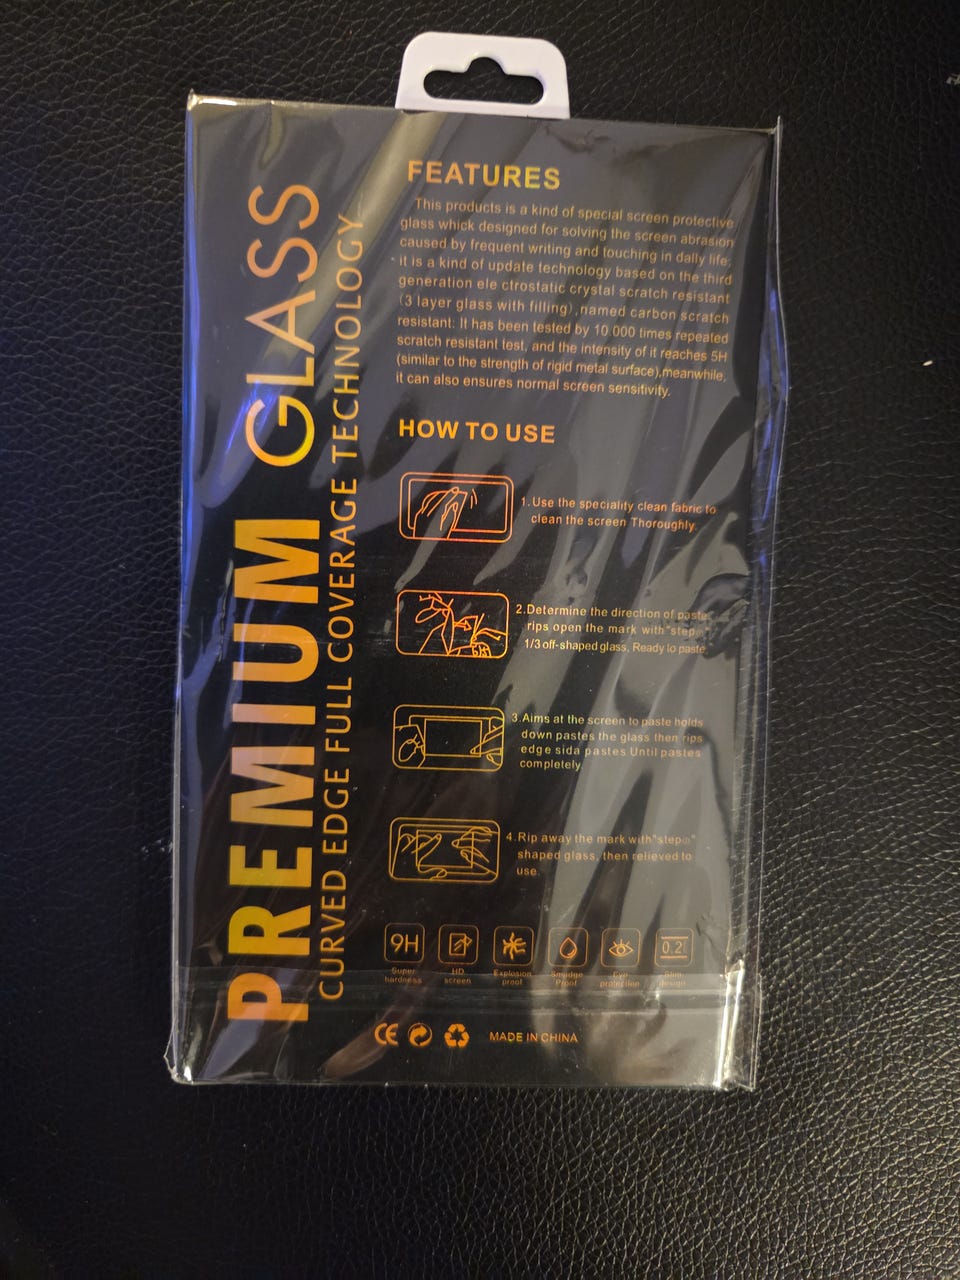 PREMIUM GLASS
CURVED EDGE FULL COVERAGE TECHNOLOGY
FEATURES
This products is a kind of special screen protective
glass whick designed for solving the screen abrasion
caused by frequent writing and touching in daily life;
it is a kind of update technology based on the third
generation ele ctrostatic crystal scratch resistant
(3 layer glass with filling),named carbon scratch
resistant: It has been tested by 10 000 times repeated
scratch resistant test, and the intensity of it reaches 5H
(similar to the strength of rigid metal surface),meanwhile,
it can also ensures normal screen sensitivity.
HOW TO USE
1.Use the speciality clean fabric to
clean the screen Thoroughly.
2.Determine the direction of paste
rips open the mark with"step
1/3 off-shaped glass, Ready to paste.
3.Aims at the screen to paste holds
down pastes the glass then rips
edge sida pastes Until pastes
completely.
4.Rip away the mark with"step
shaped glass, then relieved to
use.
9H
0.2
Super
hardness
HD
screen
Explosion
proof
Smudge
Proof
Eye
protection
Slim
design
CE
MADE IN CHINA